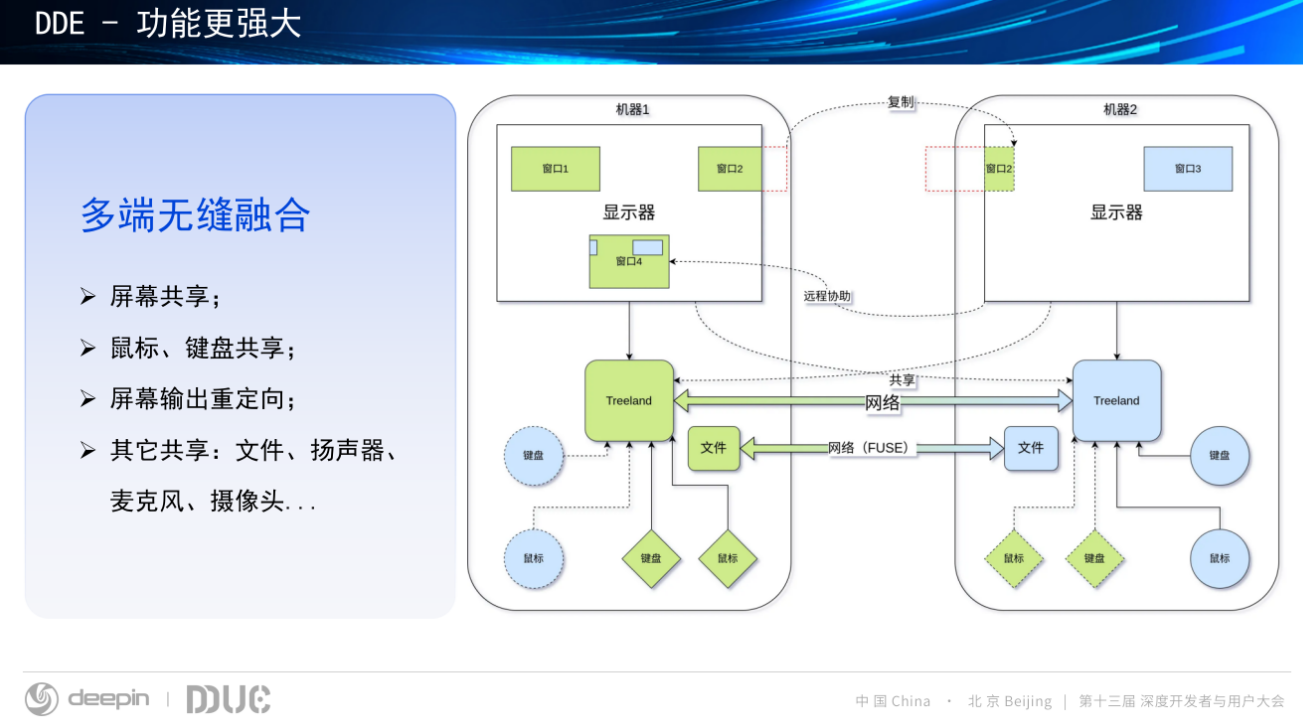 DDE - 功能更强大
多端无缝融合
屏幕共享；
鼠标、键盘共享；
屏幕输出重定向；
其它共享：文件、扬声器、
麦克风、摄像头...
机器1
窗口1
窗口2
显示器
窗口4
复制
机器2
窗口2
窗口3
显示器
远程协助
共享
Treeland
网络
Treeland
文件
网络（FUSE）
文件
键盘
键盘
鼠标
键盘
鼠标
鼠标
键盘
鼠标
deepin | DDUC
中国 China · 北京 Beijing | 第十三届 深度开发者与用户大会